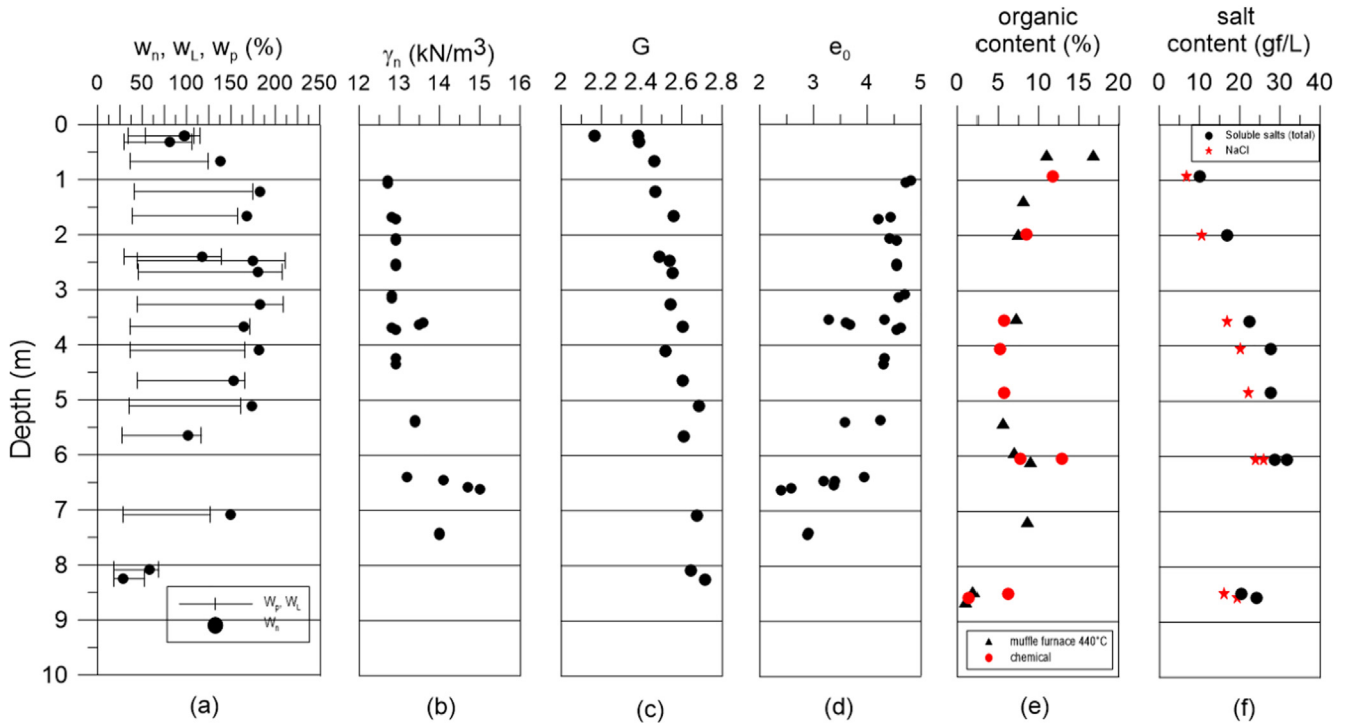 wn, wL, wp (%)
0 50 100 150 200 250
γn (kN/m3)
12 13 14 15 16
G
2 2.2 2.4 2.6 2.8
e0
2 3 4 5
organic
content (%)
0 5 10 15 20
salt
content (gf/L)
0 10 20 30 40
Depth (m)
0
1
2
3
4
5
6
7
8
9
10
Wp, WL
Wn
muffle furnace 440°C
chemical
Soluble salts (total)
NaCl
(a)
(b)
(c)
(d)
(e)
(f)